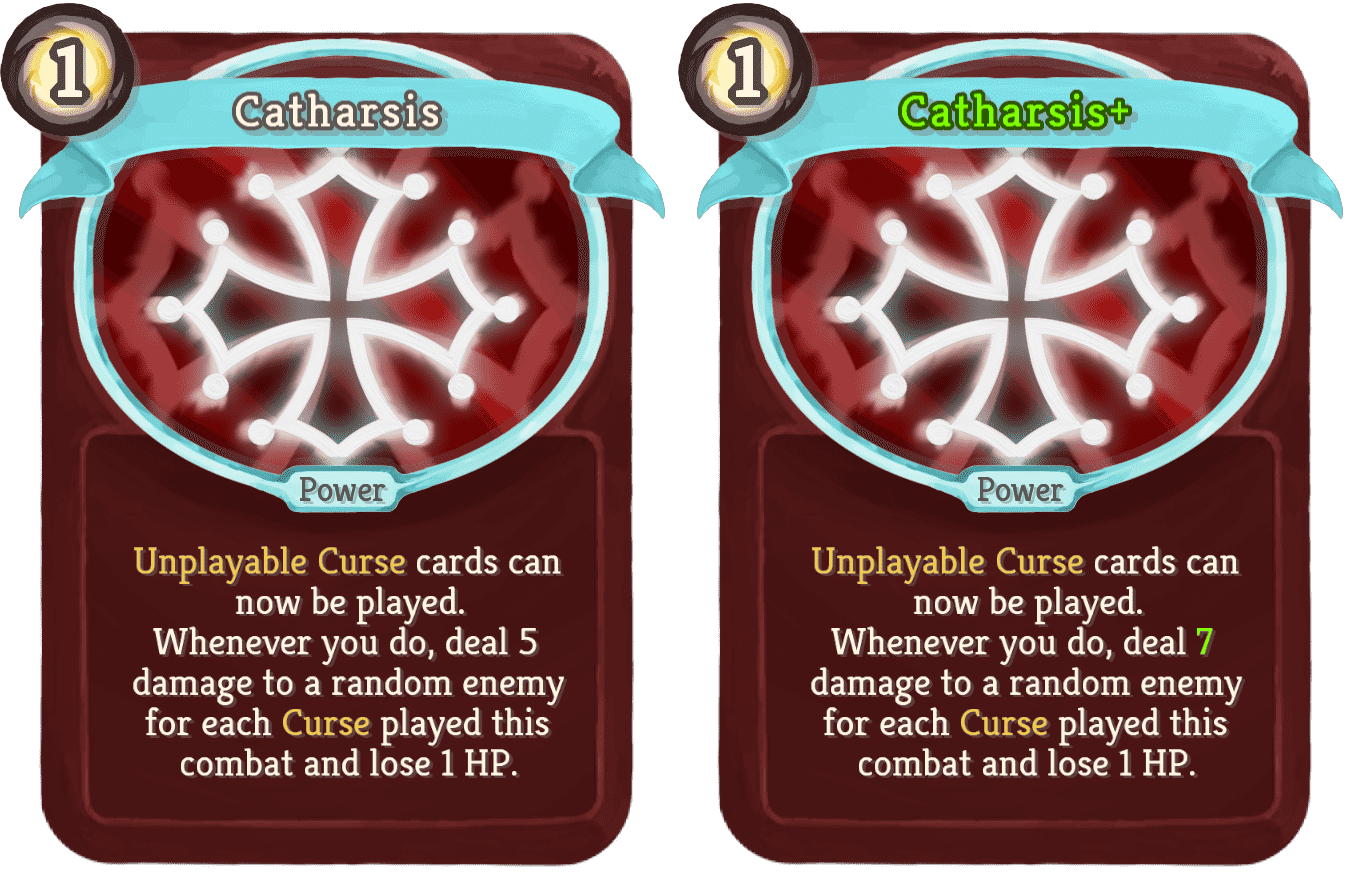 1
Catharsis
Power
Unplayable Curse cards can
now be played.
Whenever you do, deal 5
damage to a random enemy
for each Curse played this
combat and lose 1 HP.
1
Catharsis+
Power
Unplayable Curse cards can
now be played.
Whenever you do, deal 7
damage to a random enemy
for each Curse played this
combat and lose 1 HP.